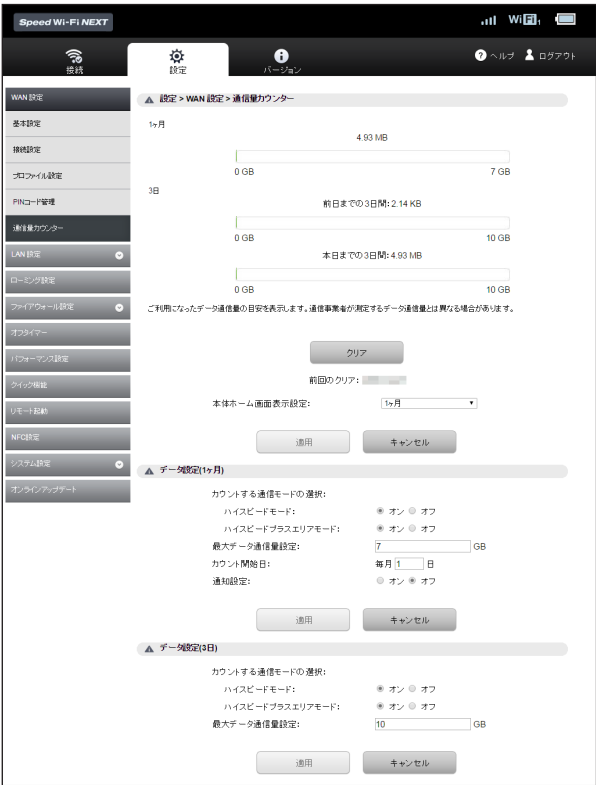 Speed Wi-Fi NEXT
WiFi
接続
設定
バージョン
ヘルプ
ログアウト
WAN 設定
基本設定
接続設定
プロファイル設定
PINコード管理
通信量カウンター
LAN 設定
ローミング設定
ファイアウォール設定
オフタイマー
パフォーマンス設定
クイック機能
リモート起動
NFC設定
システム設定
オンラインアップデート
設定 > WAN 設定 > 通信量カウンター
1ヶ月
4.93 MB
0 GB 7 GB
3日
前日までの3日間: 2.14 KB
0 GB 10 GB
本日までの3日間: 4.93 MB
0 GB 10 GB
ご利用になったデータ通信量の目安を表示します。通信事業者が測定するデータ通信量とは異なる場合があります。
クリア
前回のクリア:
本体ホーム画面表示設定: 1ヶ月
適用 キャンセル
データ設定(1ヶ月)
カウントする通信モードの選択:
ハイスピードモード: オン オフ
ハイスピードプラスエリアモード: オン オフ
最大データ通信量設定: 7 GB
カウント開始日: 毎月 1 日
通知設定: オン オフ
適用 キャンセル
データ設定(3日)
カウントする通信モードの選択:
ハイスピードモード: オン オフ
ハイスピードプラスエリアモード: オン オフ
最大データ通信量設定: 10 GB
適用 キャンセル